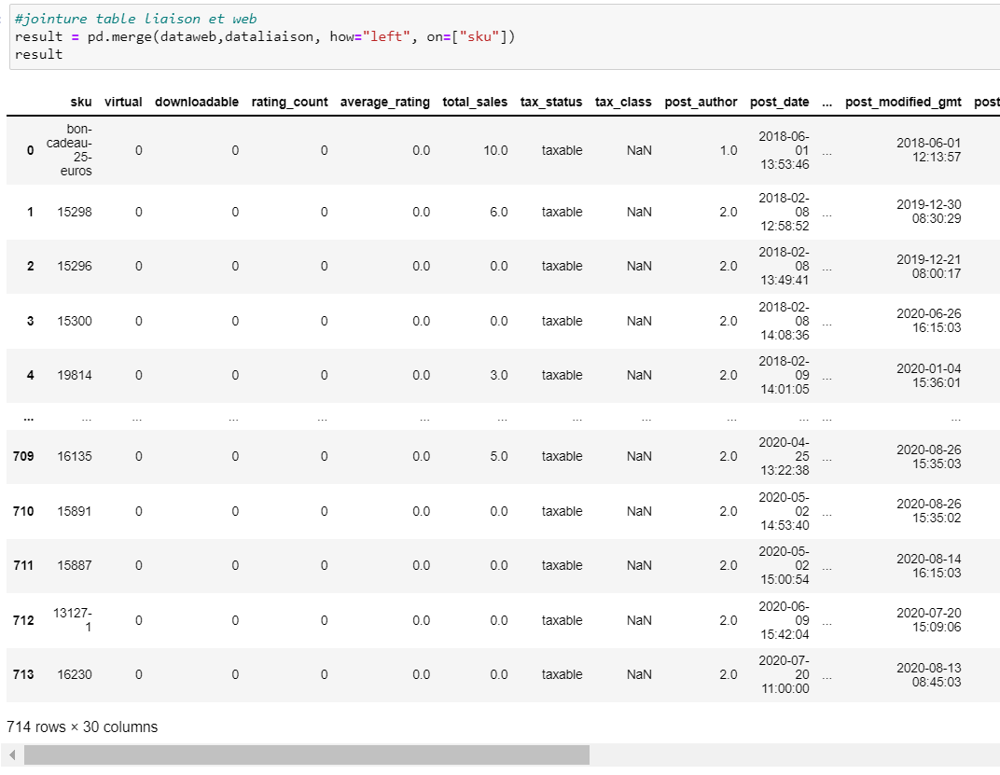 #jointure table liaison et web
result = pd.merge(dataweb,dataliaison, how="left", on=["sku"])
result
sku virtual downloadable rating_count average_rating total_sales tax_status tax_class post_author post_date ... post_modified_gmt post
0 bon-cadeau-25-euros 0 0 0 0.0 10.0 taxable NaN 1.0 2018-06-01 13:53:46 ... 2018-06-01 12:13:57
1 15298 0 0 0 0.0 6.0 taxable NaN 2.0 2018-02-08 12:58:52 ... 2019-12-30 08:30:29
2 15296 0 0 0 0.0 0.0 taxable NaN 2.0 2018-02-08 13:49:41 ... 2019-12-21 08:00:17
3 15300 0 0 0 0.0 0.0 taxable NaN 2.0 2018-02-08 14:08:36 ... 2020-06-26 16:15:03
4 19814 0 0 0 0.0 3.0 taxable NaN 2.0 2018-02-09 14:01:05 ... 2020-01-04 15:36:01
... ... ... ... ... ... ... ... ... ... ... ... ...
709 16135 0 0 0 0.0 5.0 taxable NaN 2.0 2020-04-25 13:22:38 ... 2020-08-26 15:35:03
710 15891 0 0 0 0.0 0.0 taxable NaN 2.0 2020-05-02 14:53:40 ... 2020-08-26 15:35:02
711 15887 0 0 0 0.0 0.0 taxable NaN 2.0 2020-05-02 15:00:54 ... 2020-08-14 16:15:03
712 13127-1 0 0 0 0.0 0.0 taxable NaN 2.0 2020-06-09 15:42:04 ... 2020-07-20 15:09:06
713 16230 0 0 0 0.0 0.0 taxable NaN 2.0 2020-07-20 11:00:00 ... 2020-08-13 08:45:03
714 rows × 30 columns